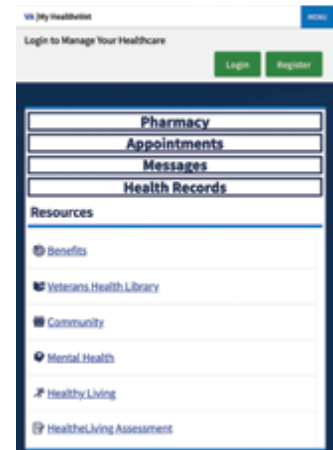 VA | My HealtheVet
MENU
Login to Manage Your Healthcare
Login Register
Pharmacy
Appointments
Messages
Health Records
Resources
Benefits
Veterans Health Library
Community
Mental Health
Healthy Living
HealtheLiving Assessment